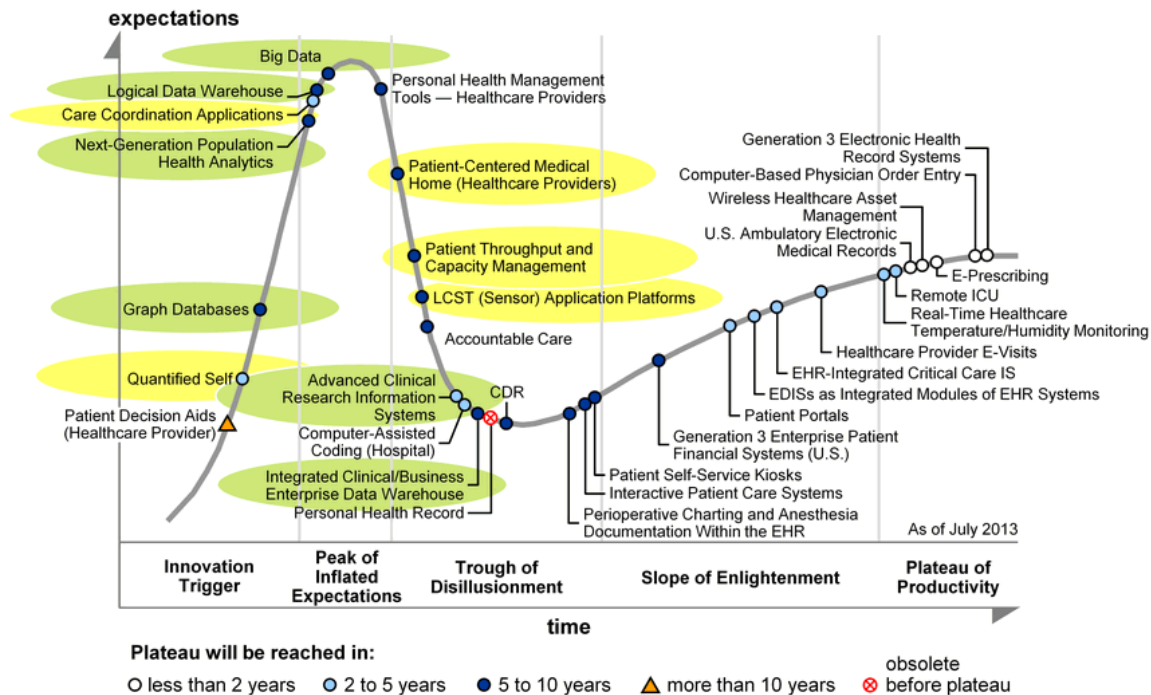 expectations
Big Data
Logical Data Warehouse
Care Coordination Applications
Next-Generation Population
Health Analytics
Graph Databases
Quantified Self
Patient Decision Aids
(Healthcare Provider)
Personal Health Management
Tools — Healthcare Providers
Patient-Centered Medical
Home (Healthcare Providers)
Patient Throughput and
Capacity Management
LCST (Sensor) Application Platforms
Accountable Care
Advanced Clinical
Research Information
Systems
Computer-Assisted
Coding (Hospital)
Integrated Clinical/Business
Enterprise Data Warehouse
Personal Health Record
CDR
Perioperative Charting and Anesthesia
Documentation Within the EHR
Interactive Patient Care Systems
Patient Self-Service Kiosks
Generation 3 Enterprise Patient
Financial Systems (U.S.)
Patient Portals
EDISs as Integrated Modules of EHR Systems
EHR-Integrated Critical Care IS
Healthcare Provider E-Visits
Real-Time Healthcare
Temperature/Humidity Monitoring
Remote ICU
E-Prescribing
U.S. Ambulatory Electronic
Medical Records
Wireless Healthcare Asset
Management
Computer-Based Physician Order Entry
Generation 3 Electronic Health
Record Systems
As of July 2013
Innovation
Trigger
Peak of
Inflated
Expectations
Trough of
Disillusionment
Slope of Enlightenment
Plateau of
Productivity
time
Plateau will be reached in:
less than 2 years
2 to 5 years
5 to 10 years
more than 10 years
obsolete
before plateau